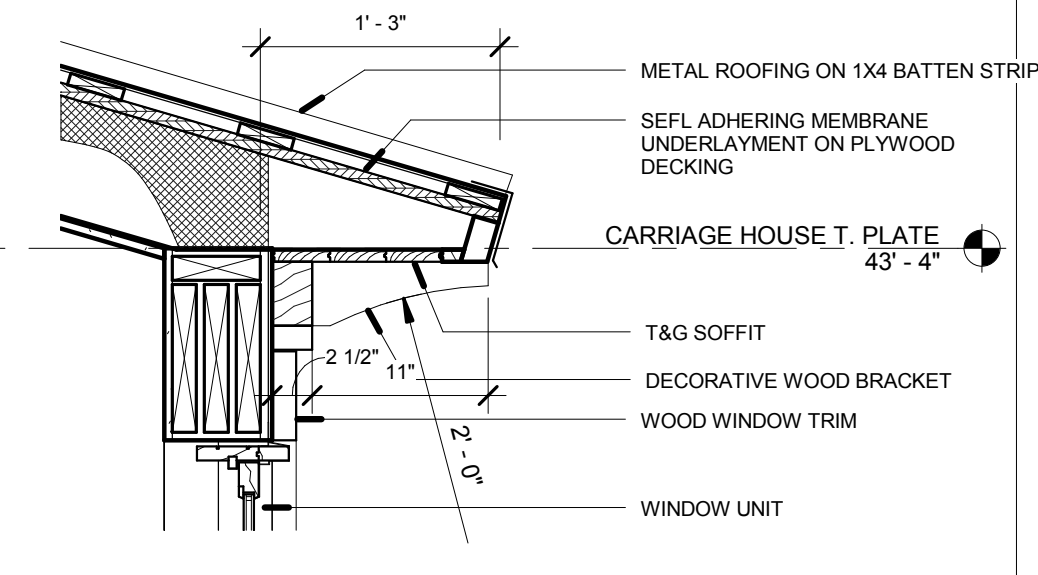 1' - 3"
METAL ROOFING ON 1X4 BATTEN STRIP
SEFL ADHERING MEMBRANE
UNDERLAYMENT ON PLYWOOD
DECKING
CARRIAGE HOUSE T. PLATE
43' - 4"
T&G SOFFIT
2 1/2"
11"
DECORATIVE WOOD BRACKET
WOOD WINDOW TRIM
2' - 0"
WINDOW UNIT